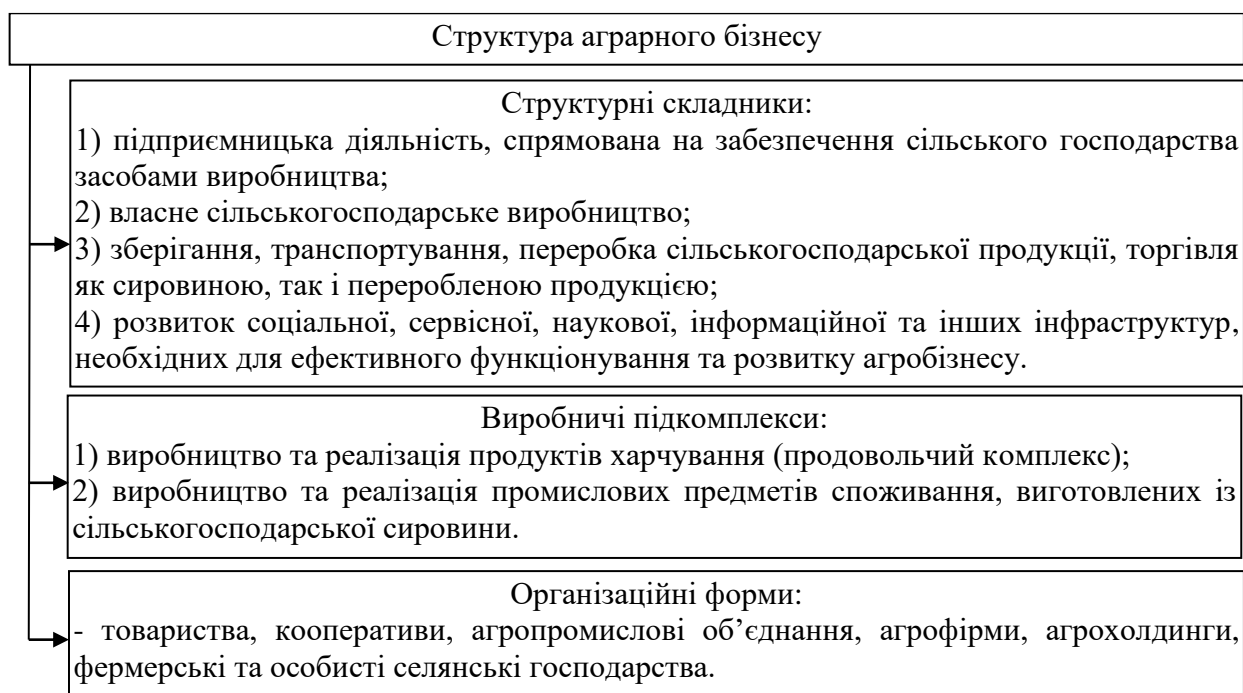 Структура аграрного бізнесу
Структурні складники:
1) підприємницька діяльність, спрямована на забезпечення сільського господарства
засобами виробництва;
2) власне сільськогосподарське виробництво;
3) зберігання, транспортування, переробка сільськогосподарської продукції, торгівля
як сировиною, так і переробленою продукцією;
4) розвиток соціальної, сервісної, наукової, інформаційної та інших інфраструктур,
необхідних для ефективного функціонування та розвитку агробізнесу.
Виробничі підкомплекси:
1) виробництво та реалізація продуктів харчування (продовольчий комплекс);
2) виробництво та реалізація промислових предметів споживання, виготовлених із
сільськогосподарської сировини.
Організаційні форми:
- товариства, кооперативи, агропромислові об’єднання, агрофірми, агрохолдинги,
фермерські та особисті селянські господарства.